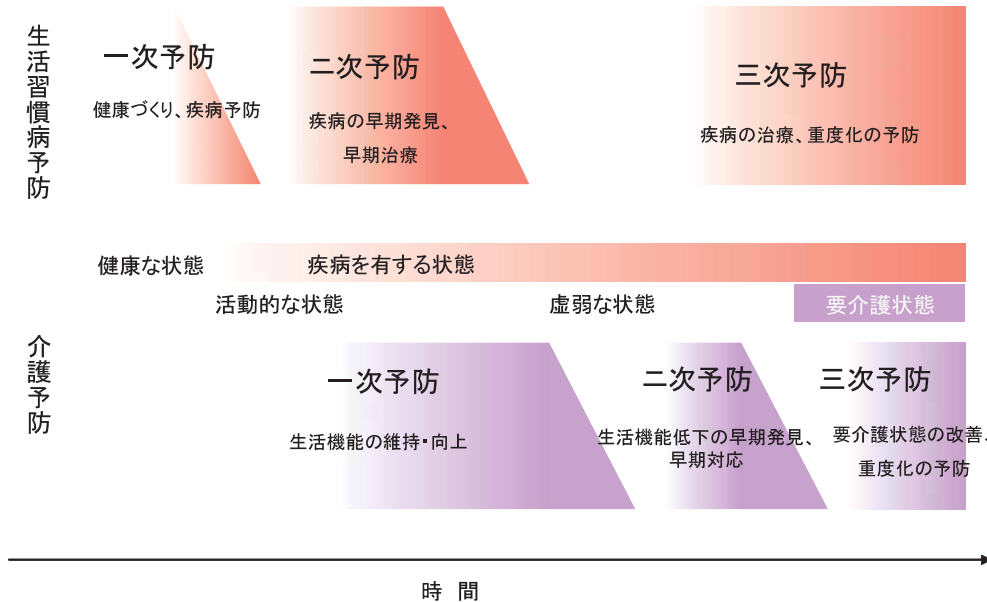 生活習慣病予防
一次予防
健康づくり、疾病予防
二次予防
疾病の早期発見、
早期治療
三次予防
疾病の治療、重度化の予防
健康な状態
疾病を有する状態
活動的な状態
虚弱な状態
要介護状態
介護予防
一次予防
生活機能の維持・向上
二次予防
生活機能低下の早期発見、
早期対応
三次予防
要介護状態の改善、
重度化の予防
時 間